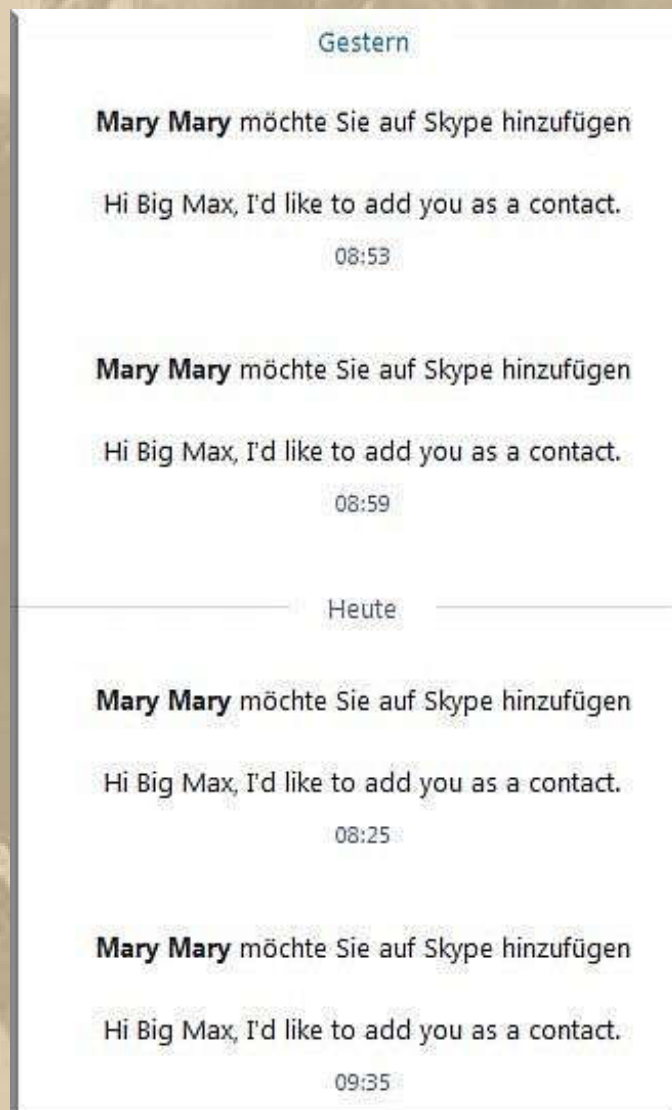 Gestern
Mary Mary möchte Sie auf Skype hinzufügen
Hi Big Max, I'd like to add you as a contact.
08:53
Mary Mary möchte Sie auf Skype hinzufügen
Hi Big Max, I'd like to add you as a contact.
08:59
Heute
Mary Mary möchte Sie auf Skype hinzufügen
Hi Big Max, I'd like to add you as a contact.
08:25
Mary Mary möchte Sie auf Skype hinzufügen
Hi Big Max, I'd like to add you as a contact.
09:35